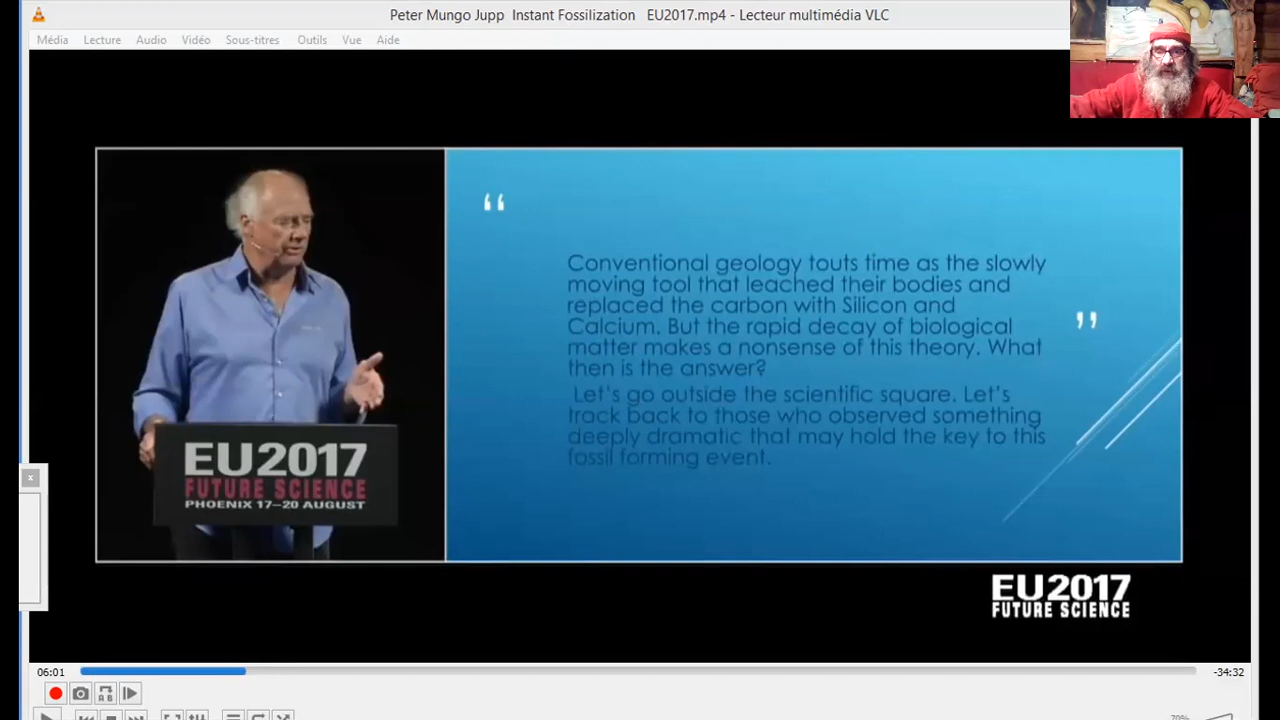 Peter Mungo Jupp Instant Fossilization EU2017.mp4 - Lecteur multimédia VLC
Média Lecture Audio Vidéo Sous-titres Outils Vue Aide
“
Conventional geology touts time as the slowly
moving tool that leached their bodies and
replaced the carbon with Silicon and
Calcium. But the rapid decay of biological
matter makes a nonsense of this theory. What
then is the answer?
”
Let's go outside the scientific square. Let's
track back to those who observed something
deeply dramatic that may hold the key to this
fossil forming event.
EU2017
FUTURE SCIENCE
PHOENIX 17–20 AUGUST
EU2017
FUTURE SCIENCE
06:01
-34:32